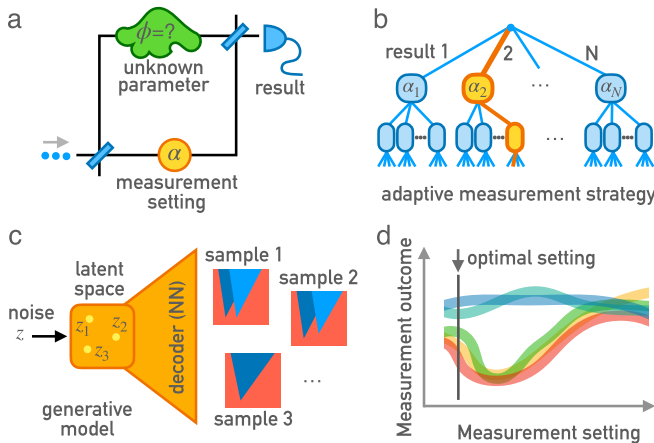 a
ϕ=?
unknown
parameter
result
α
measurement
setting
b
result 1
2
N
α1
α2
...
αN
...
adaptive measurement strategy
c
latent
space
noise
z
z1
z2
z3
generative
model
decoder (NN)
sample 1
sample 2
sample 3
...
d
optimal setting
Measurement outcome
Measurement setting